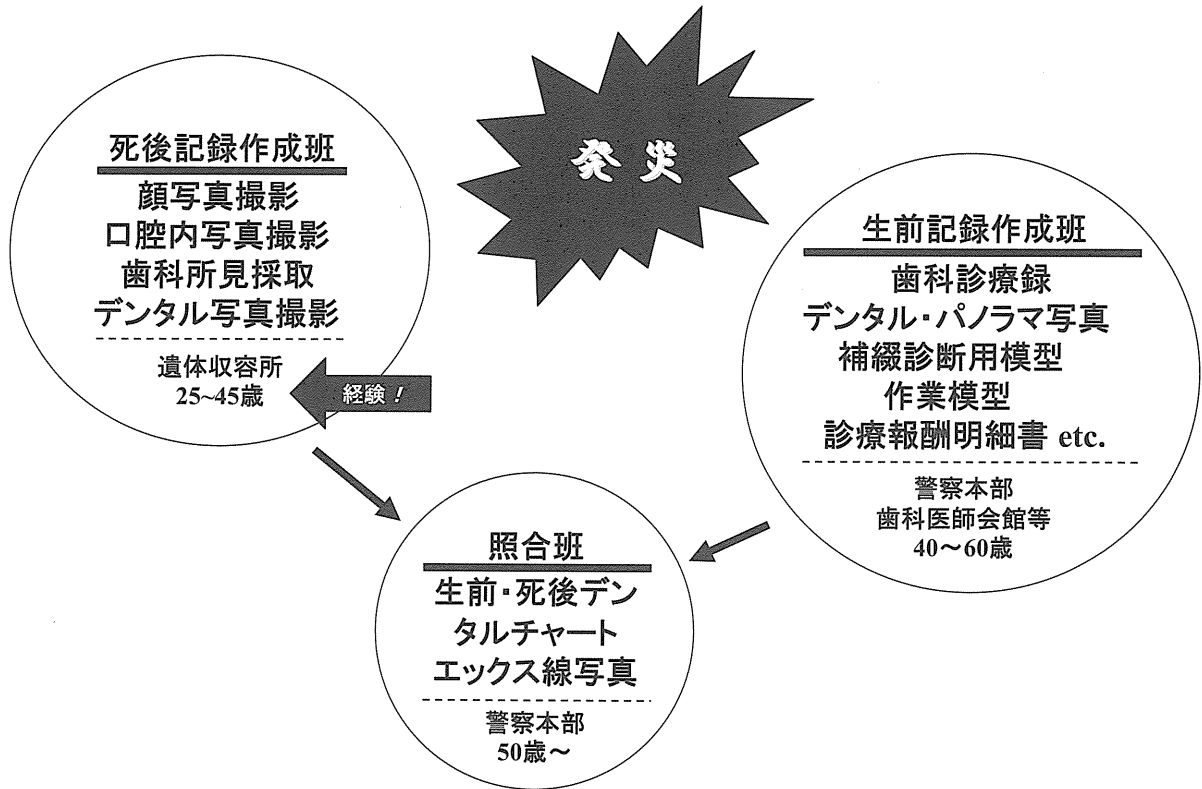 発災
死後記録作成班
顔写真撮影
口腔内写真撮影
歯科所見採取
デンタル写真撮影
遺体収容所
25~45歳
経験！
生前記録作成班
歯科診療録
デンタル・パノラマ写真
補綴診断用模型
作業模型
診療報酬明細書 etc.
警察本部
歯科医師会館等
40～60歳
照合班
生前・死後デン
タルチャート
エックス線写真
警察本部
50歳～